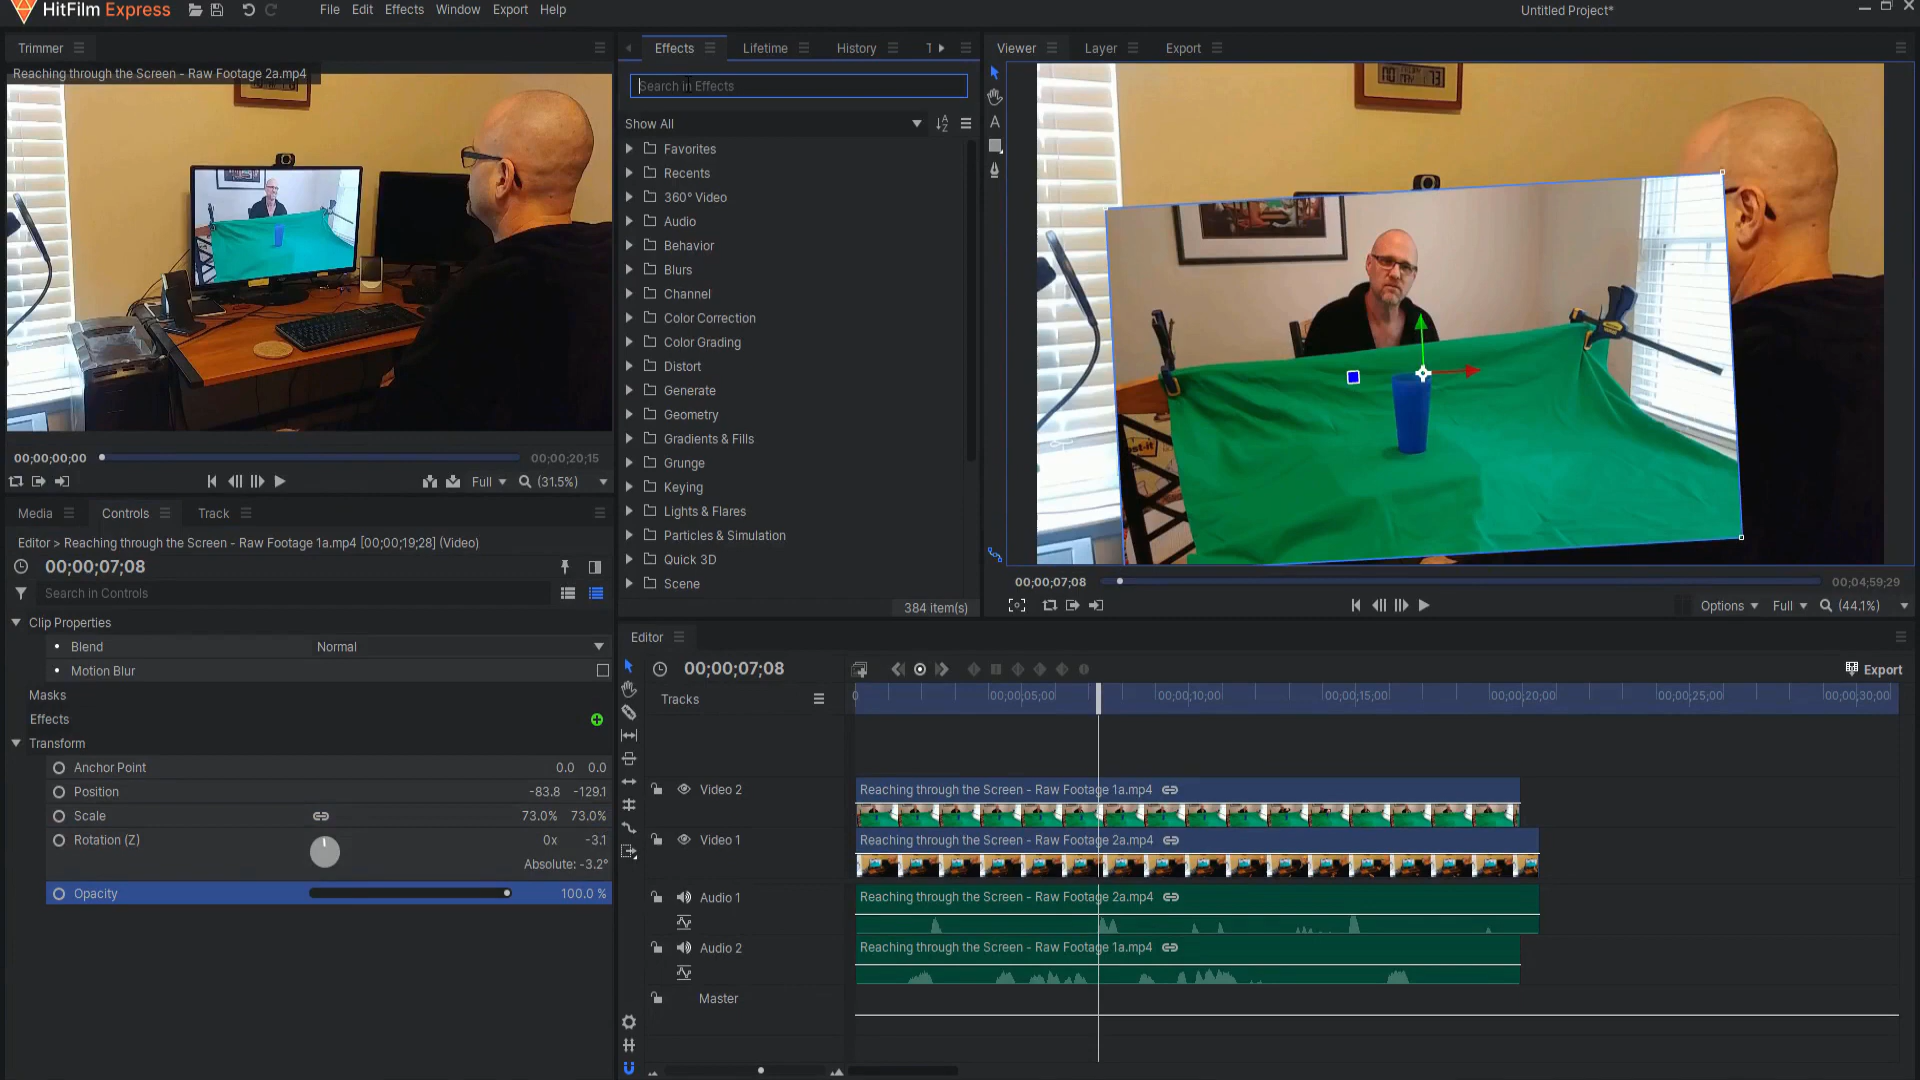 HitFilm Express
File Edit Effects Window Export Help
Untitled Project*
Trimmer
Effects Lifetime History T
Viewer Layer Export
Reaching through the Screen - Raw Footage 2a.mp4
Search in Effects
Show All
Favorites
Recents
360° Video
Audio
Behavior
Blurs
Channel
Color Correction
Color Grading
Distort
Generate
Geometry
Gradients & Fills
Grunge
Keying
Lights & Flares
Particles & Simulation
Quick 3D
Scene
384 item(s)
00;00;00;00
00;00;20;15
Full (31.5%)
Media Controls Track
Editor > Reaching through the Screen - Raw Footage 1a.mp4 [00;00;19;28] (Video)
00;00;07;08
Search in Controls
Clip Properties
Blend Normal
Motion Blur
Masks
Effects
Transform
Anchor Point 0.0 0.0
Position -83.8 -129.1
Scale 73.0% 73.0%
Rotation (Z) 0x -3.1
Absolute: -3.2°
Opacity 100.0 %
00;00;07;08
00;04;59;29
Options Full (44.1%)
Editor
00;00;07;08
Export
Tracks
0 00;00;05;00 00;00;10;00 00;00;15;00 00;00;20;00 00;00;25;00 00;00;30;00
Video 2 Reaching through the Screen - Raw Footage 1a.mp4
Video 1 Reaching through the Screen - Raw Footage 2a.mp4
Audio 1 Reaching through the Screen - Raw Footage 2a.mp4
Audio 2 Reaching through the Screen - Raw Footage 1a.mp4
Master